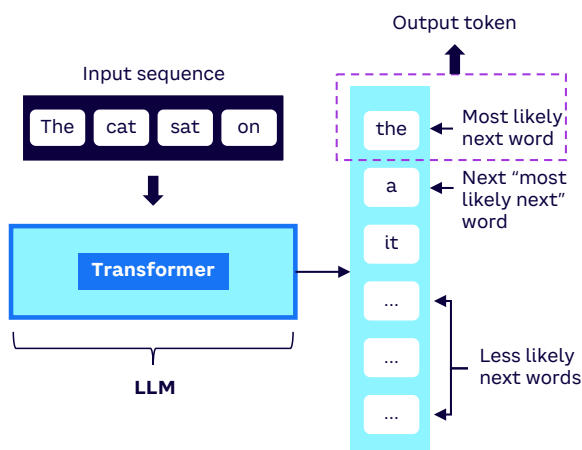 Output token
Input sequence
The cat sat on
the
Most likely
next word
a
Next “most
likely next”
word
it
Transformer
...
...
...
Less likely
next words
LLM